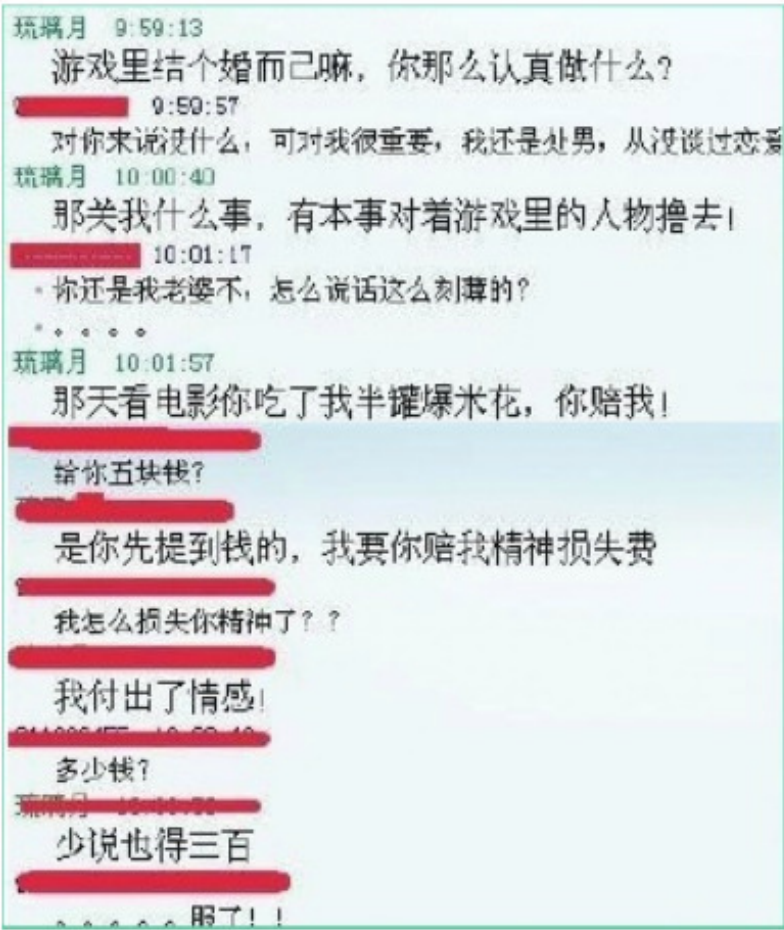 琉璃月 9:59:13
游戏里结个婚而己嘛，你那么认真做什么？
9:59:57
对你来说没什么，可对我很重要，我还是处男，从没谈过恋爱
琉璃月 10:00:40
那关我什么事，有本事对着游戏里的人物撸去！
10:01:17
你还是我老婆不，怎么说话这么刻薄的？
。。。。
琉璃月 10:01:57
那天看电影你吃了我半罐爆米花，你赔我！
给你五块钱？
是你先提到钱的，我要你赔我精神损失费
我怎么损失你精神了？？
我付出了情感！
多少钱？
琉璃月
少说也得三百
。。。。。服了！！